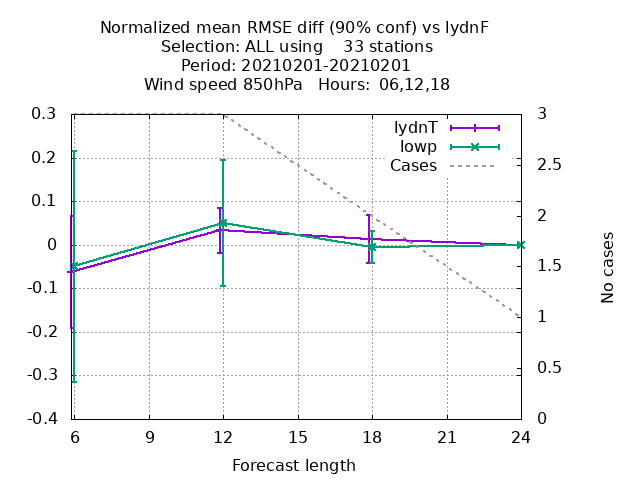 Normalized mean RMSE diff (90% conf) vs lydnF
Selection: ALL using    33 stations
Period: 20210201-20210201
Wind speed 850hPa   Hours:  06,12,18
0.3
0.2
0.1
0
-0.1
-0.2
-0.3
-0.4
lydnT
lowp
Cases
3
2.5
2
1.5
1
0.5
0
No cases
6 9 12 15 18 21 24
Forecast length